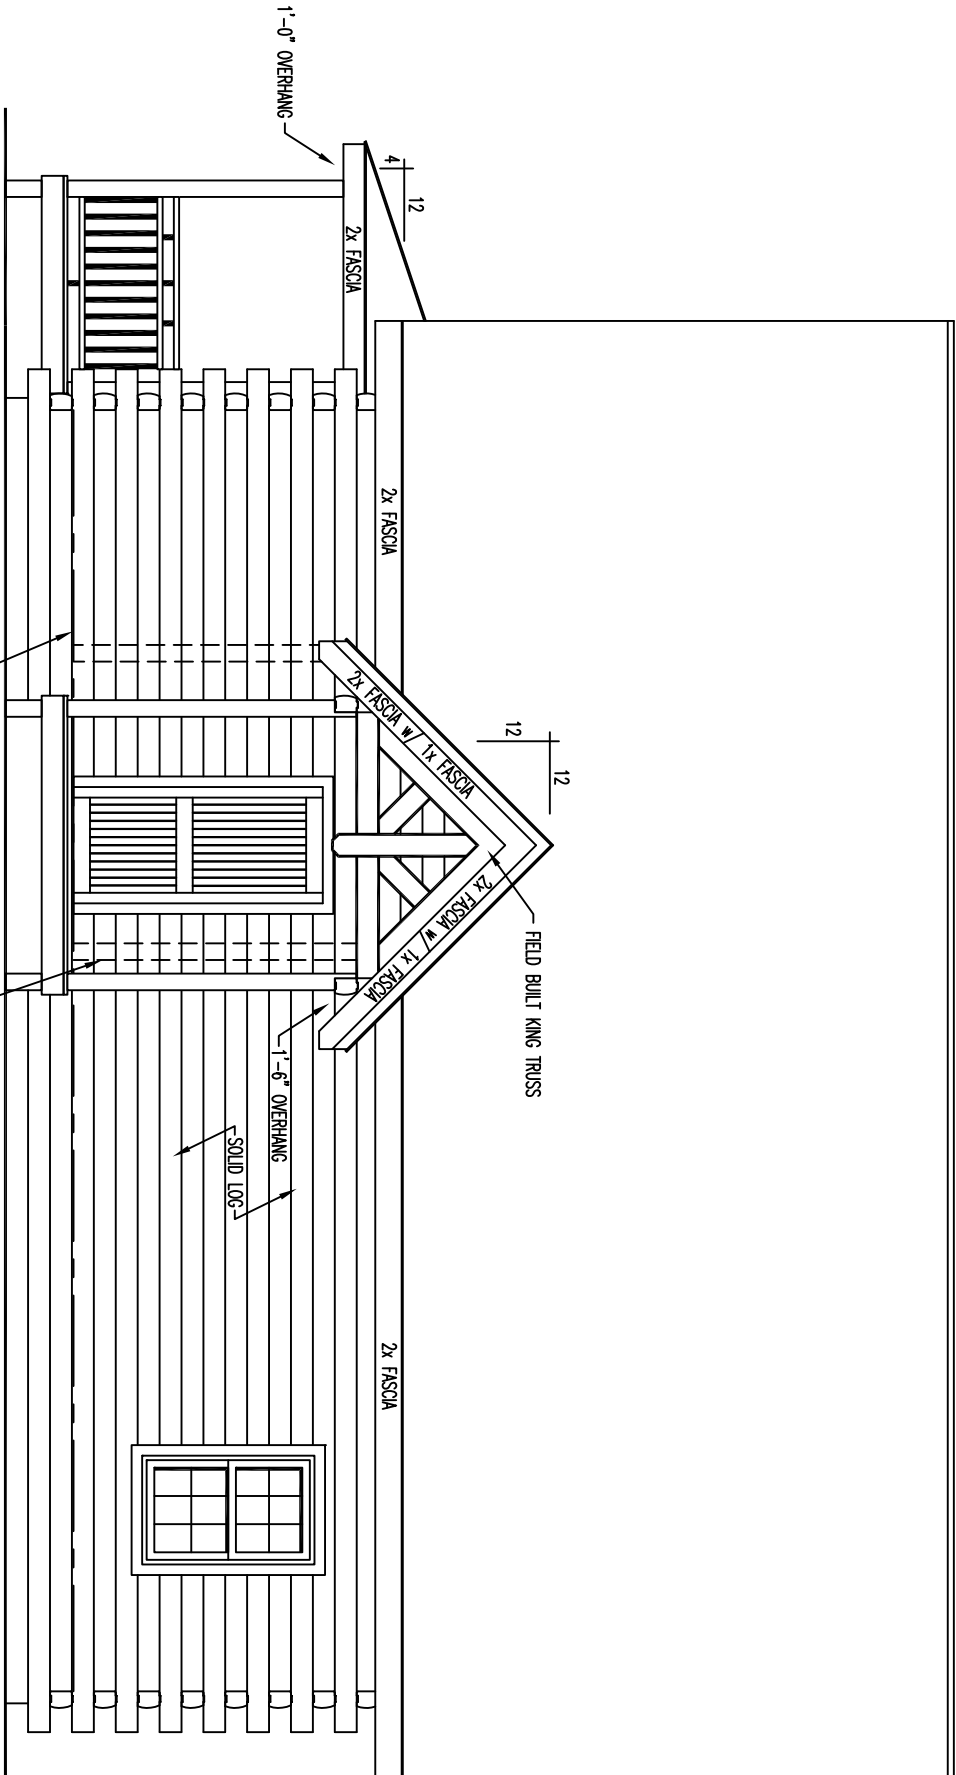 12
12
FIELD BUILT KING TRUSS
12
4
1'-0" OVERHANG
2x FASCIA
2x FASCIA
2x FASCIA w/ 1x FASCIA
2x FASCIA w/ 1x FASCIA
2x FASCIA
1'-6" OVERHANG
SOLID LOG